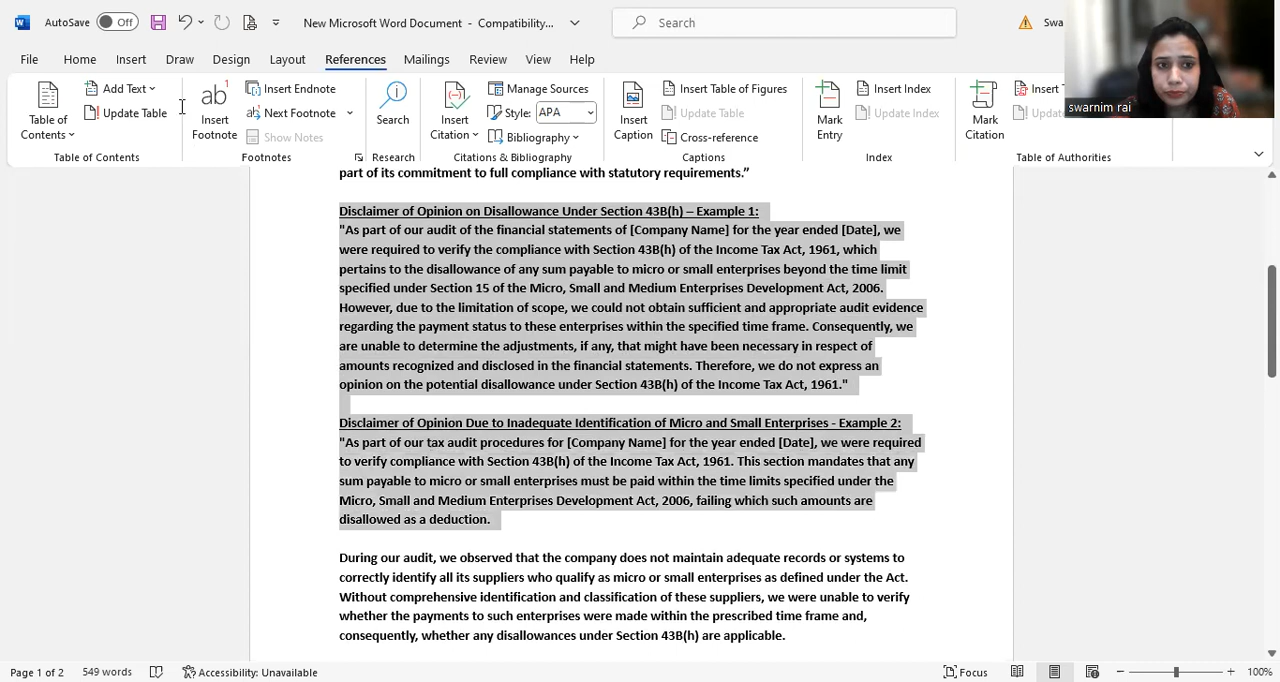 AutoSave Off New Microsoft Word Document - Compatibility... Search Swa
File Home Insert Draw Design Layout References Mailings Review View Help
Table of Contents
Add Text
Update Table
Table of Contents
ab
Insert Footnote
Insert Endnote
Next Footnote
Show Notes
Footnotes
Search
Research
Insert Citation
Manage Sources
Style: APA
Bibliography
Citations & Bibliography
Insert Caption
Insert Table of Figures
Update Table
Cross-reference
Captions
Mark Entry
Insert Index
Update Index
Index
Mark Citation
Insert T
Upda
Table of Authorities
swarnim rai
part of its commitment to full compliance with statutory requirements.”
Disclaimer of Opinion on Disallowance Under Section 43B(h) – Example 1:
"As part of our audit of the financial statements of [Company Name] for the year ended [Date], we
were required to verify the compliance with Section 43B(h) of the Income Tax Act, 1961, which
pertains to the disallowance of any sum payable to micro or small enterprises beyond the time limit
specified under Section 15 of the Micro, Small and Medium Enterprises Development Act, 2006.
However, due to the limitation of scope, we could not obtain sufficient and appropriate audit evidence
regarding the payment status to these enterprises within the specified time frame. Consequently, we
are unable to determine the adjustments, if any, that might have been necessary in respect of
amounts recognized and disclosed in the financial statements. Therefore, we do not express an
opinion on the potential disallowance under Section 43B(h) of the Income Tax Act, 1961."
Disclaimer of Opinion Due to Inadequate Identification of Micro and Small Enterprises - Example 2:
"As part of our tax audit procedures for [Company Name] for the year ended [Date], we were required
to verify compliance with Section 43B(h) of the Income Tax Act, 1961. This section mandates that any
sum payable to micro or small enterprises must be paid within the time limits specified under the
Micro, Small and Medium Enterprises Development Act, 2006, failing which such amounts are
disallowed as a deduction.
During our audit, we observed that the company does not maintain adequate records or systems to
correctly identify all its suppliers who qualify as micro or small enterprises as defined under the Act.
Without comprehensive identification and classification of these suppliers, we were unable to verify
whether the payments to such enterprises were made within the prescribed time frame and,
consequently, whether any disallowances under Section 43B(h) are applicable.
Page 1 of 2 549 words Accessibility: Unavailable Focus 100%